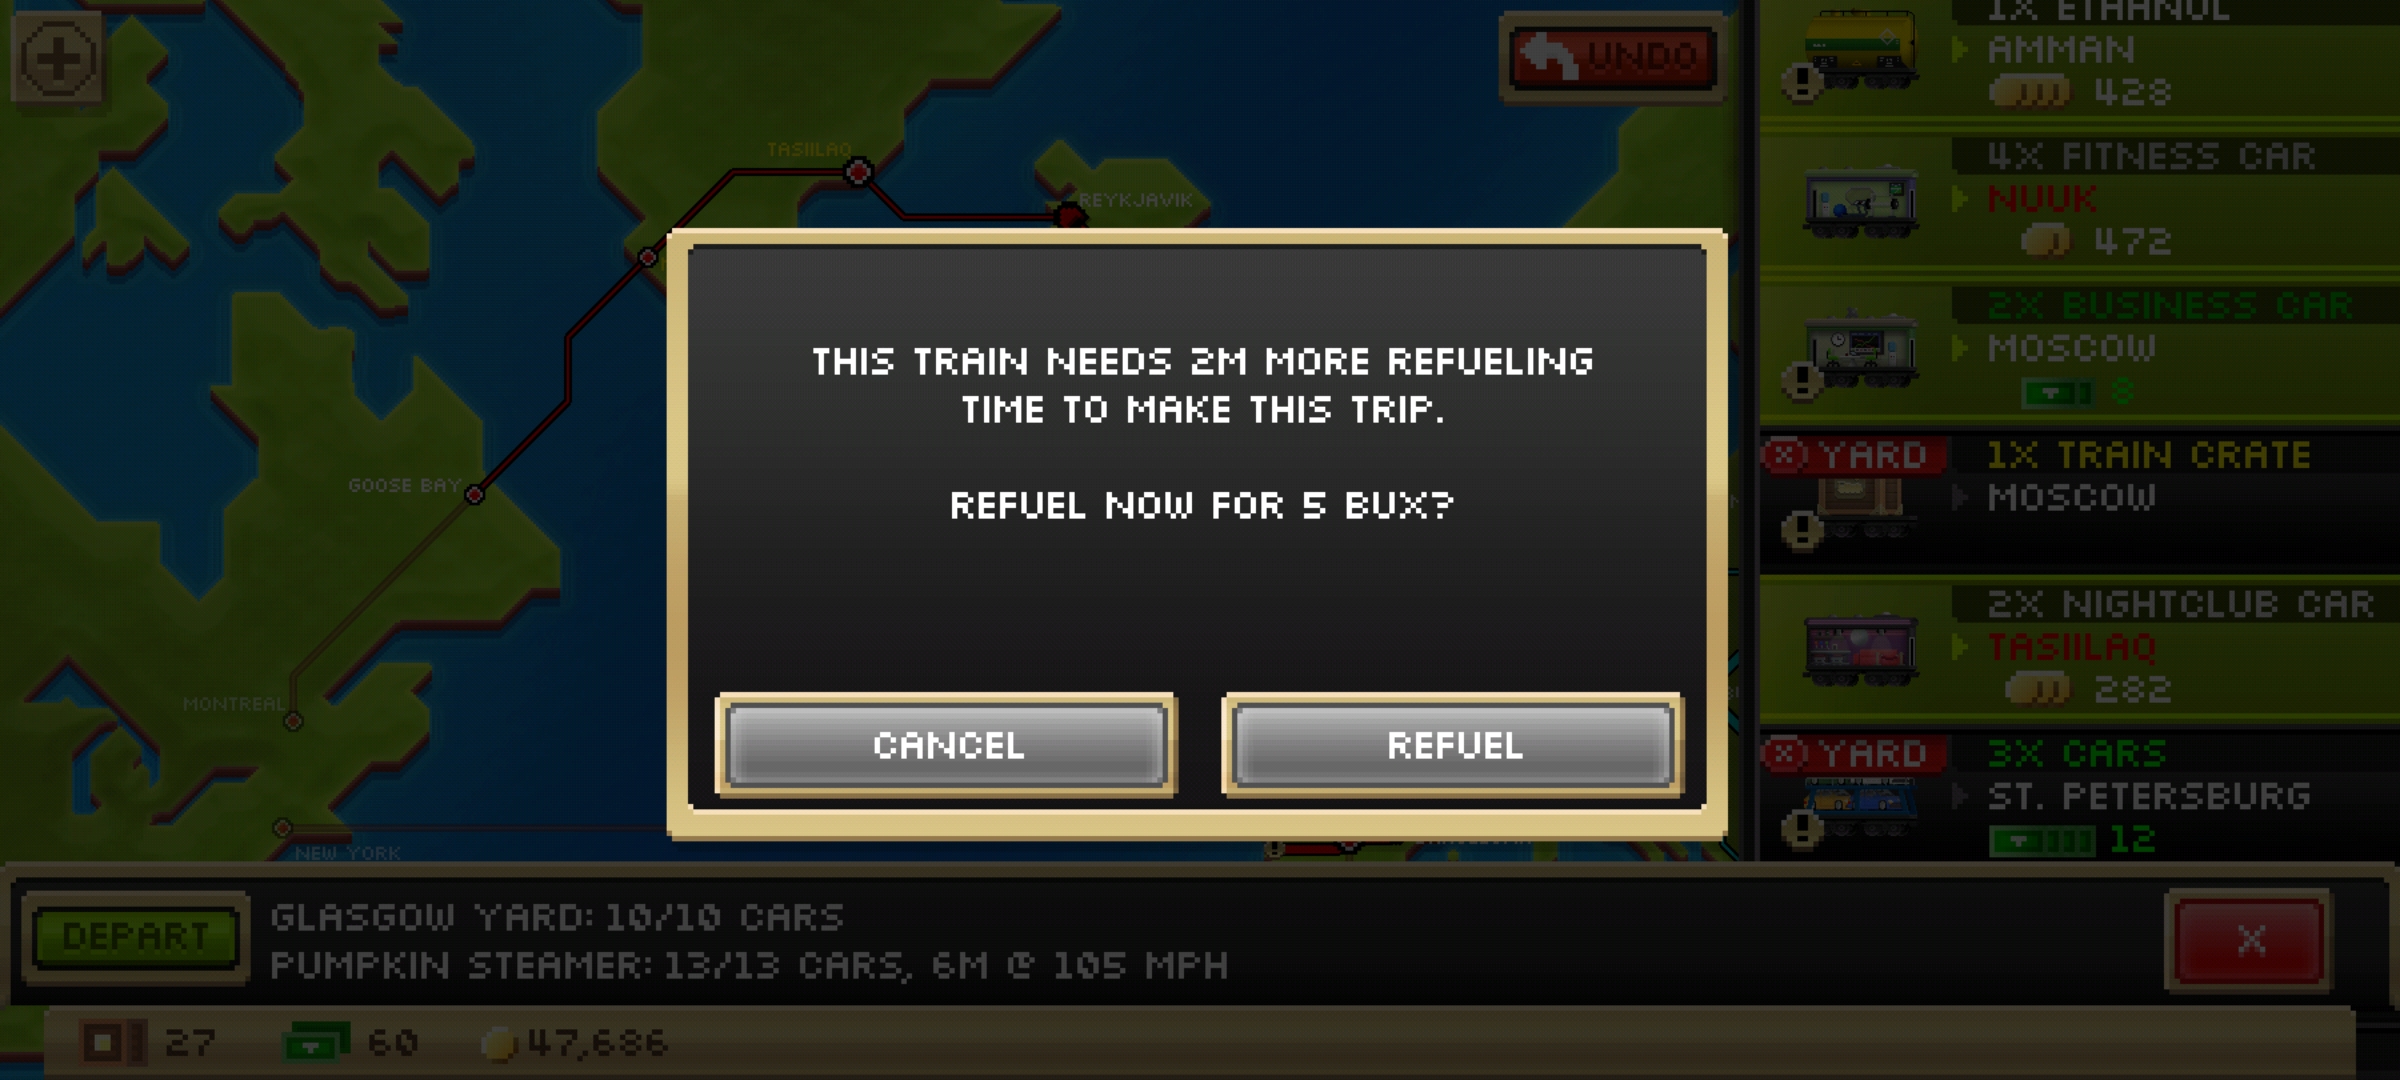 UNDO
TASIILAQ
REYKJAVIK
GOOSE BAY
MONTREAL
NEW YORK
THIS TRAIN NEEDS 2M MORE REFUELING
TIME TO MAKE THIS TRIP.
REFUEL NOW FOR 5 BUX?
CANCEL
REFUEL
1X ETHANOL
AMMAN
428
4X FITNESS CAR
NUUK
472
2X BUSINESS CAR
MOSCOW
8
YARD
1X TRAIN CRATE
MOSCOW
2X NIGHTCLUB CAR
TASIILAQ
282
YARD
3X CARS
ST. PETERSBURG
12
DEPART
GLASGOW YARD: 10/10 CARS
PUMPKIN STEAMER: 13/13 CARS, 6M @ 105 MPH
X
27
60
47,686